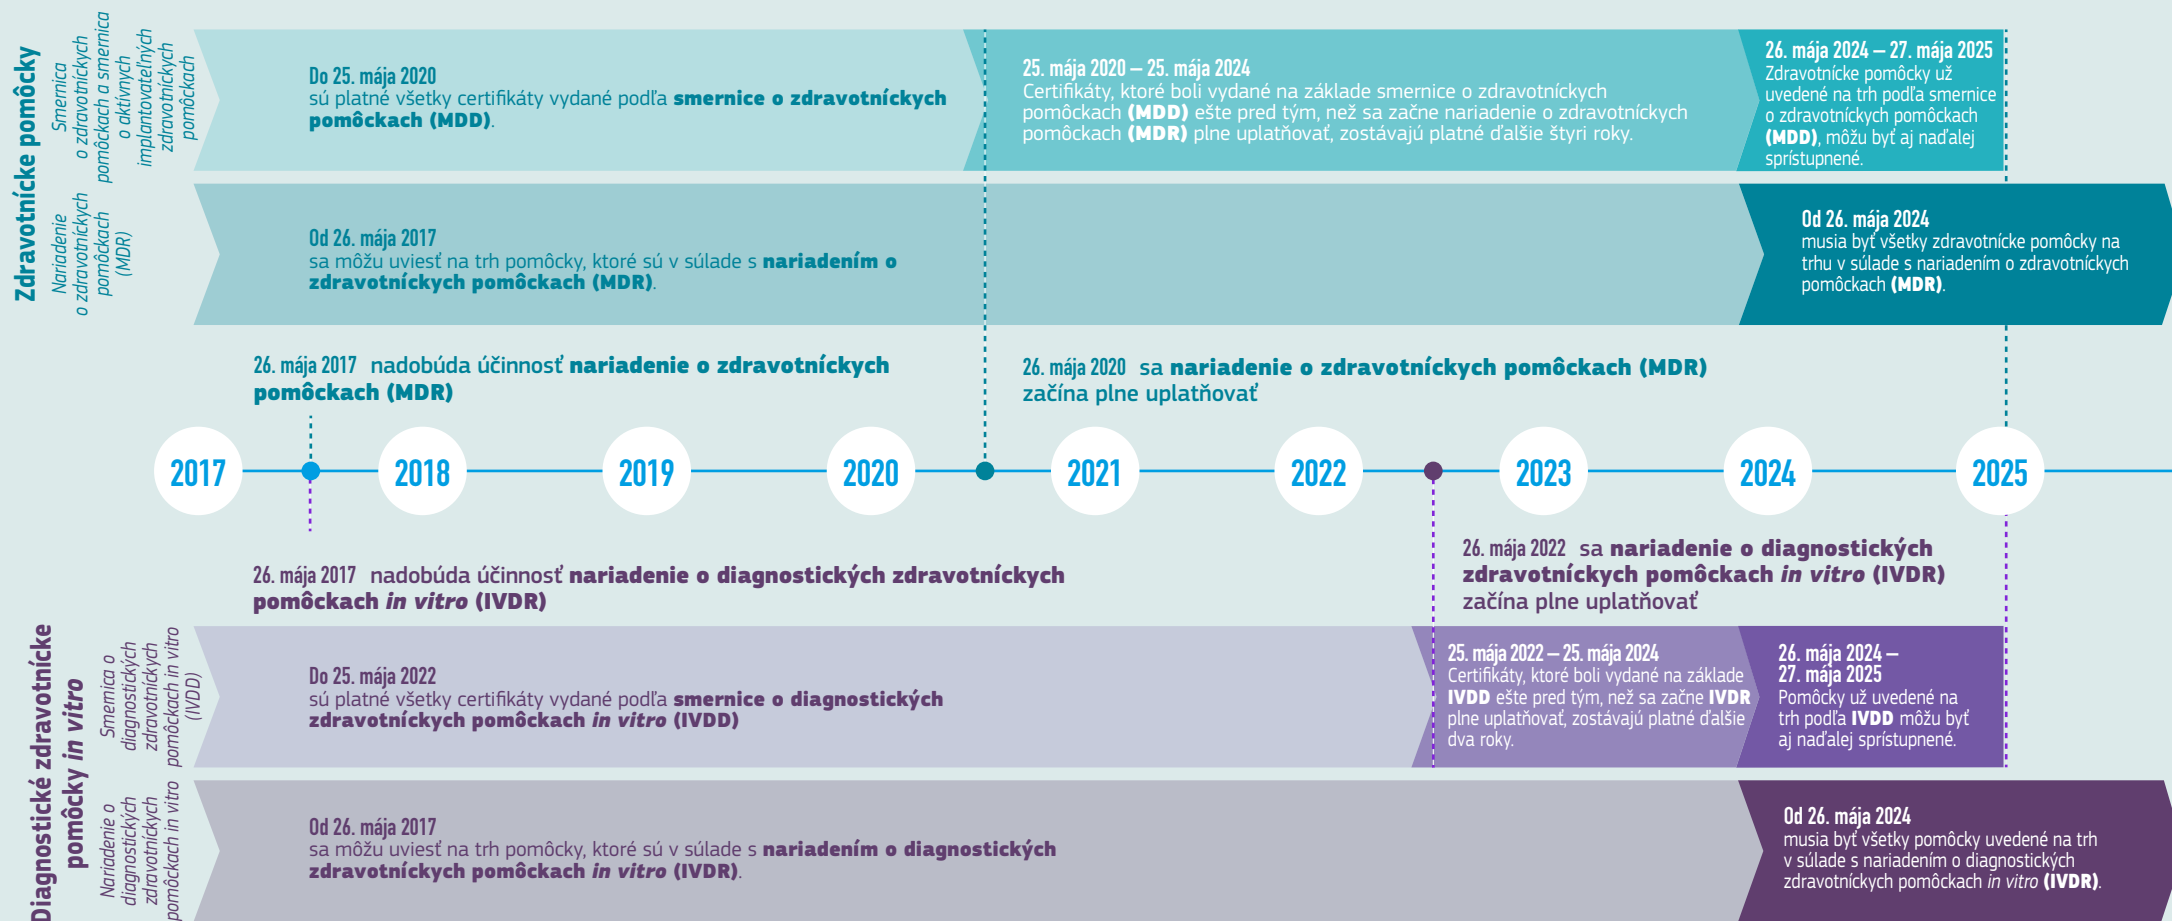 Zdravotnícke pomôcky
Smernica
o zdravotníckych
pomôckach a smernica
o aktívnych
implantovateľných
zdravotníckych
pomôckach
Do 25. mája 2020
sú platné všetky certifikáty vydané podľa smernice o zdravotníckych
pomôckach (MDD).
25. mája 2020 – 25. mája 2024
Certifikáty, ktoré boli vydané na základe smernice o zdravotníckych
pomôckach (MDD) ešte pred tým, než sa začne nariadenie o zdravotníckych
pomôckach (MDR) plne uplatňovať, zostávajú platné ďalšie štyri roky.
26. mája 2024 – 27. mája 2025
Zdravotnícke pomôcky už
uvedené na trh podľa smernice
o zdravotníckych pomôckach
(MDD), môžu byť aj naďalej
sprístupnené.
Nariadenie
o zdravotníckych
pomôckach
(MDR)
Od 26. mája 2017
sa môžu uviesť na trh pomôcky, ktoré sú v súlade s nariadením o
zdravotníckych pomôckach (MDR).
Od 26. mája 2024
musia byť všetky zdravotnícke pomôcky na
trhu v súlade s nariadením o zdravotníckych
pomôckach (MDR).
26. mája 2017 nadobúda účinnosť nariadenie o zdravotníckych
pomôckach (MDR)
26. mája 2020 sa nariadenie o zdravotníckych pomôckach (MDR)
začína plne uplatňovať
2017 2018 2019 2020 2021 2022 2023 2024 2025
26. mája 2017 nadobúda účinnosť nariadenie o diagnostických zdravotníckych
pomôckach in vitro (IVDR)
26. mája 2022 sa nariadenie o diagnostických
zdravotníckych pomôckach in vitro (IVDR)
začína plne uplatňovať
Diagnostické zdravotnícke
pomôcky in vitro
Smernica o
diagnostických
zdravotníckych
pomôckach in vitro
(IVDD)
Do 25. mája 2022
sú platné všetky certifikáty vydané podľa smernice o diagnostických
zdravotníckych pomôckach in vitro (IVDD)
25. mája 2022 – 25. mája 2024
Certifikáty, ktoré boli vydané na základe
IVDD ešte pred tým, než sa začne IVDR
plne uplatňovať, zostávajú platné ďalšie
dva roky.
26. mája 2024 –
27. mája 2025
Pomôcky už uvedené na
trh podľa IVDD môžu byť
aj naďalej sprístupnené.
Nariadenie o
diagnostických
zdravotníckych
pomôckach in vitro
Od 26. mája 2017
sa môžu uviesť na trh pomôcky, ktoré sú v súlade s nariadením o diagnostických
zdravotníckych pomôckach in vitro (IVDR).
Od 26. mája 2024
musia byť všetky pomôcky uvedené na trh
v súlade s nariadením o diagnostických
zdravotníckych pomôckach in vitro (IVDR).